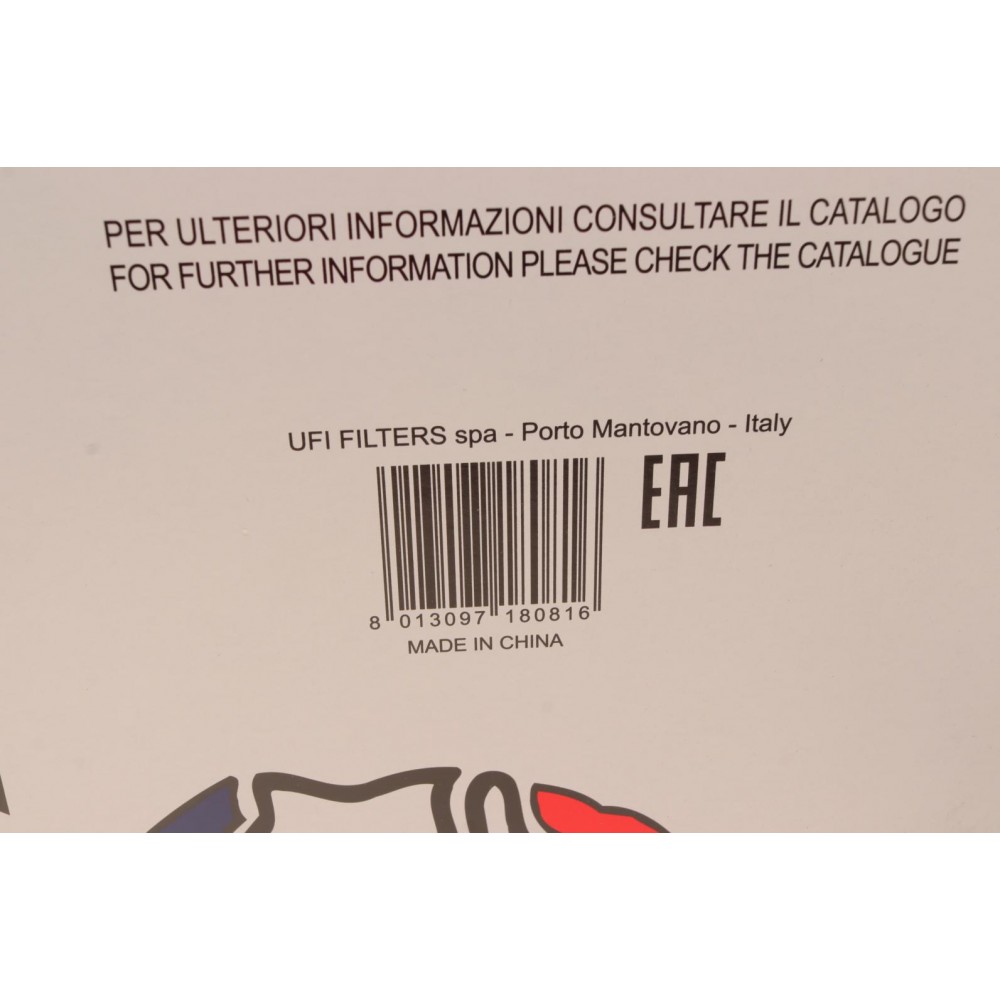 PER ULTERIORI INFORMAZIONI CONSULTARE IL CATALOGO
FOR FURTHER INFORMATION PLEASE CHECK THE CATALOGUE
UFI FILTERS spa - Porto Mantovano - Italy
EAC
8 013097 180816
MADE IN CHINA